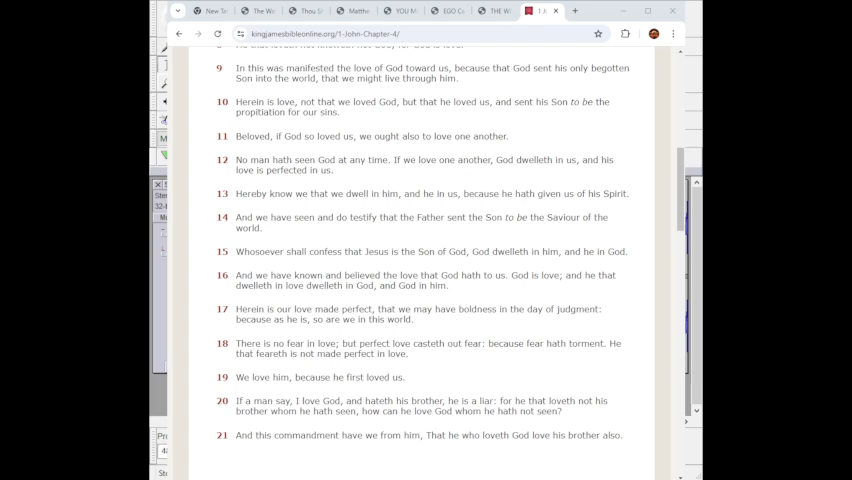 New Ta
The Wa
Thou S
Matthe
YOU M
EGO C
THE W
1 J
kingjamesbibleonline.org/1-John-Chapter-4/
9 In this was manifested the love of God toward us, because that God sent his only begotten
Son into the world, that we might live through him.
10 Herein is love, not that we loved God, but that he loved us, and sent his Son to be the
propitiation for our sins.
11 Beloved, if God so loved us, we ought also to love one another.
12 No man hath seen God at any time. If we love one another, God dwelleth in us, and his
love is perfected in us.
13 Hereby know we that we dwell in him, and he in us, because he hath given us of his Spirit.
14 And we have seen and do testify that the Father sent the Son to be the Saviour of the
world.
15 Whosoever shall confess that Jesus is the Son of God, God dwelleth in him, and he in God.
16 And we have known and believed the love that God hath to us. God is love; and he that
dwelleth in love dwelleth in God, and God in him.
17 Herein is our love made perfect, that we may have boldness in the day of judgment:
because as he is, so are we in this world.
18 There is no fear in love; but perfect love casteth out fear: because fear hath torment. He
that feareth is not made perfect in love.
19 We love him, because he first loved us.
20 If a man say, I love God, and hateth his brother, he is a liar: for he that loveth not his
brother whom he hath seen, how can he love God whom he hath not seen?
21 And this commandment have we from him, That he who loveth God love his brother also.